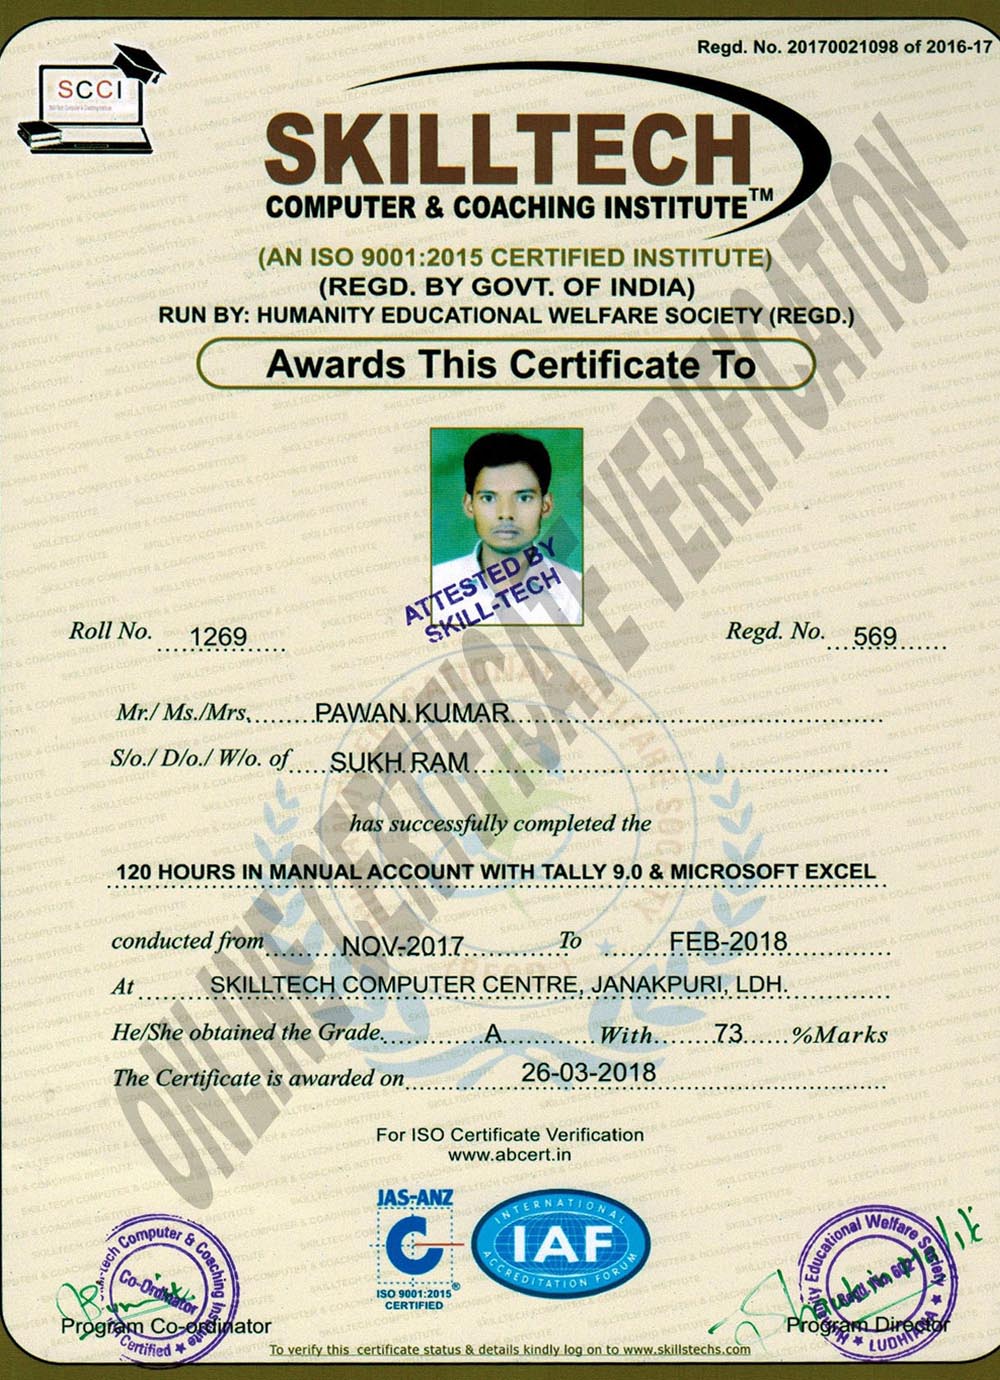 Regd. No. 20170021098 of 2016-17
SCCI
SKILLTECH
COMPUTER & COACHING INSTITUTE™
(AN ISO 9001:2015 CERTIFIED INSTITUTE)
(REGD. BY GOVT. OF INDIA)
RUN BY: HUMANITY EDUCATIONAL WELFARE SOCIETY (REGD.)
Awards This Certificate To
ATTESTED BY
SKILL-TECH
Roll No. 1269
Regd. No. 569
Mr./ Ms./Mrs. PAWAN KUMAR
S/o./ D/o./ W/o. of SUKH RAM
has successfully completed the
120 HOURS IN MANUAL ACCOUNT WITH TALLY 9.0 & MICROSOFT EXCEL
conducted from NOV-2017 To FEB-2018
At SKILLTECH COMPUTER CENTRE, JANAKPURI, LDH.
He/She obtained the Grade A With 73 %Marks
The Certificate is awarded on 26-03-2018
ONLINE CERTIFICATE VERIFICATION
For ISO Certificate Verification
www.abcert.in
JAS-ANZ
C
ISO 9001:2015
CERTIFIED
INTERNATIONAL
IAF
ACCREDITATION FORUM
Computer & Coaching Institute
Co-Ordinator
Certified
Program Co-ordinator
Educational Welfare Society
LUDHIANA
Program Director
To verify this certificate status & details kindly log on to www.skillstechs.com